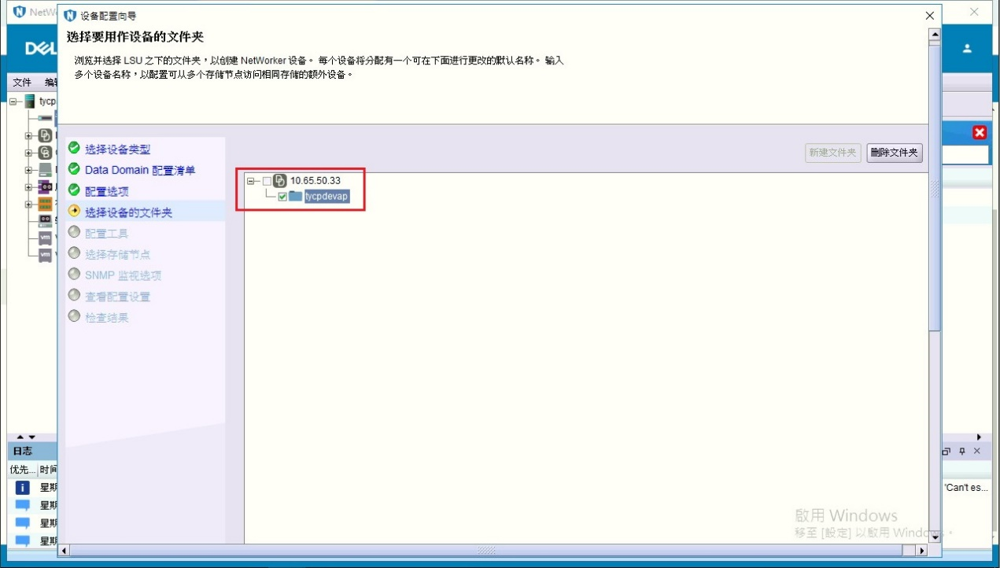 NetW
设备配置向导
选择要用作设备的文件夹
DELL
浏览并选择 LSU 之下的文件夹，以创建 NetWorker 设备。 每个设备将分配有一个可在下面进行更改的默认名称。 输入
多个设备名称，以配置可以多个存储节点访问相同存储的额外设备。
文件 编辑
tycp
选择设备类型
新建文件夹 删除文件夹
Data Domain 配置清单
10.65.50.33
配置选项
tycpdevap
选择设备的文件夹
配置工具
选择存储节点
SNMP 监视选项
查看配置设置
检查结果
日志
优先... 时间
星期
'Can't es...
星期
星期
星期
啟用 Windows
移至 [設定] 以啟用 Windows。